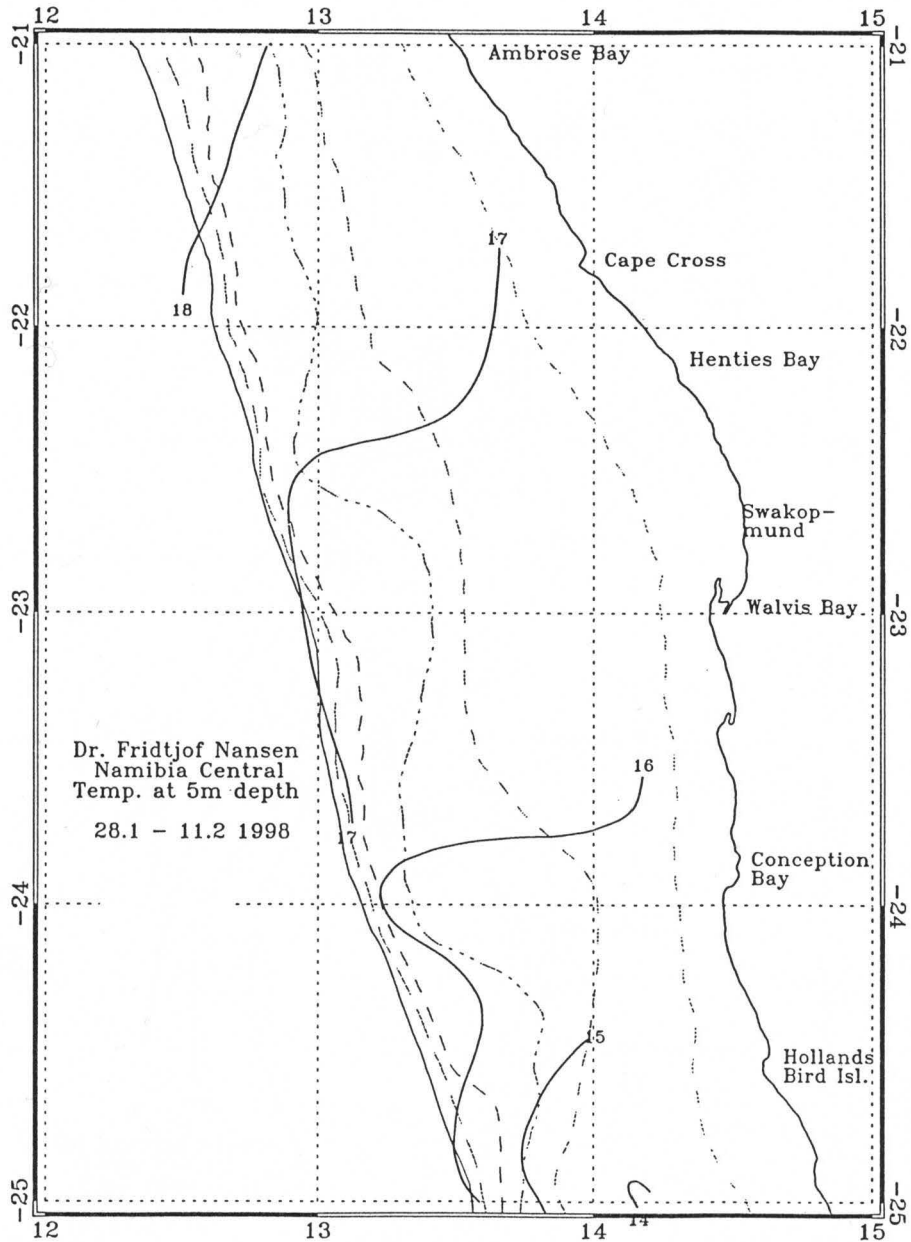 12 13 14 15
-21 -21
Ambrose Bay
17
Cape Cross
18
-22 -22
Henties Bay
Swakop-
mund
-23 Walvis Bay -23
Dr. Fridtjof Nansen
Namibia Central
Temp. at 5m depth
16
28.1 - 11.2 1998
17
Conception
Bay
-24 -24
15
Hollands
Bird Isl.
-25 -25
14
12 13 14 15